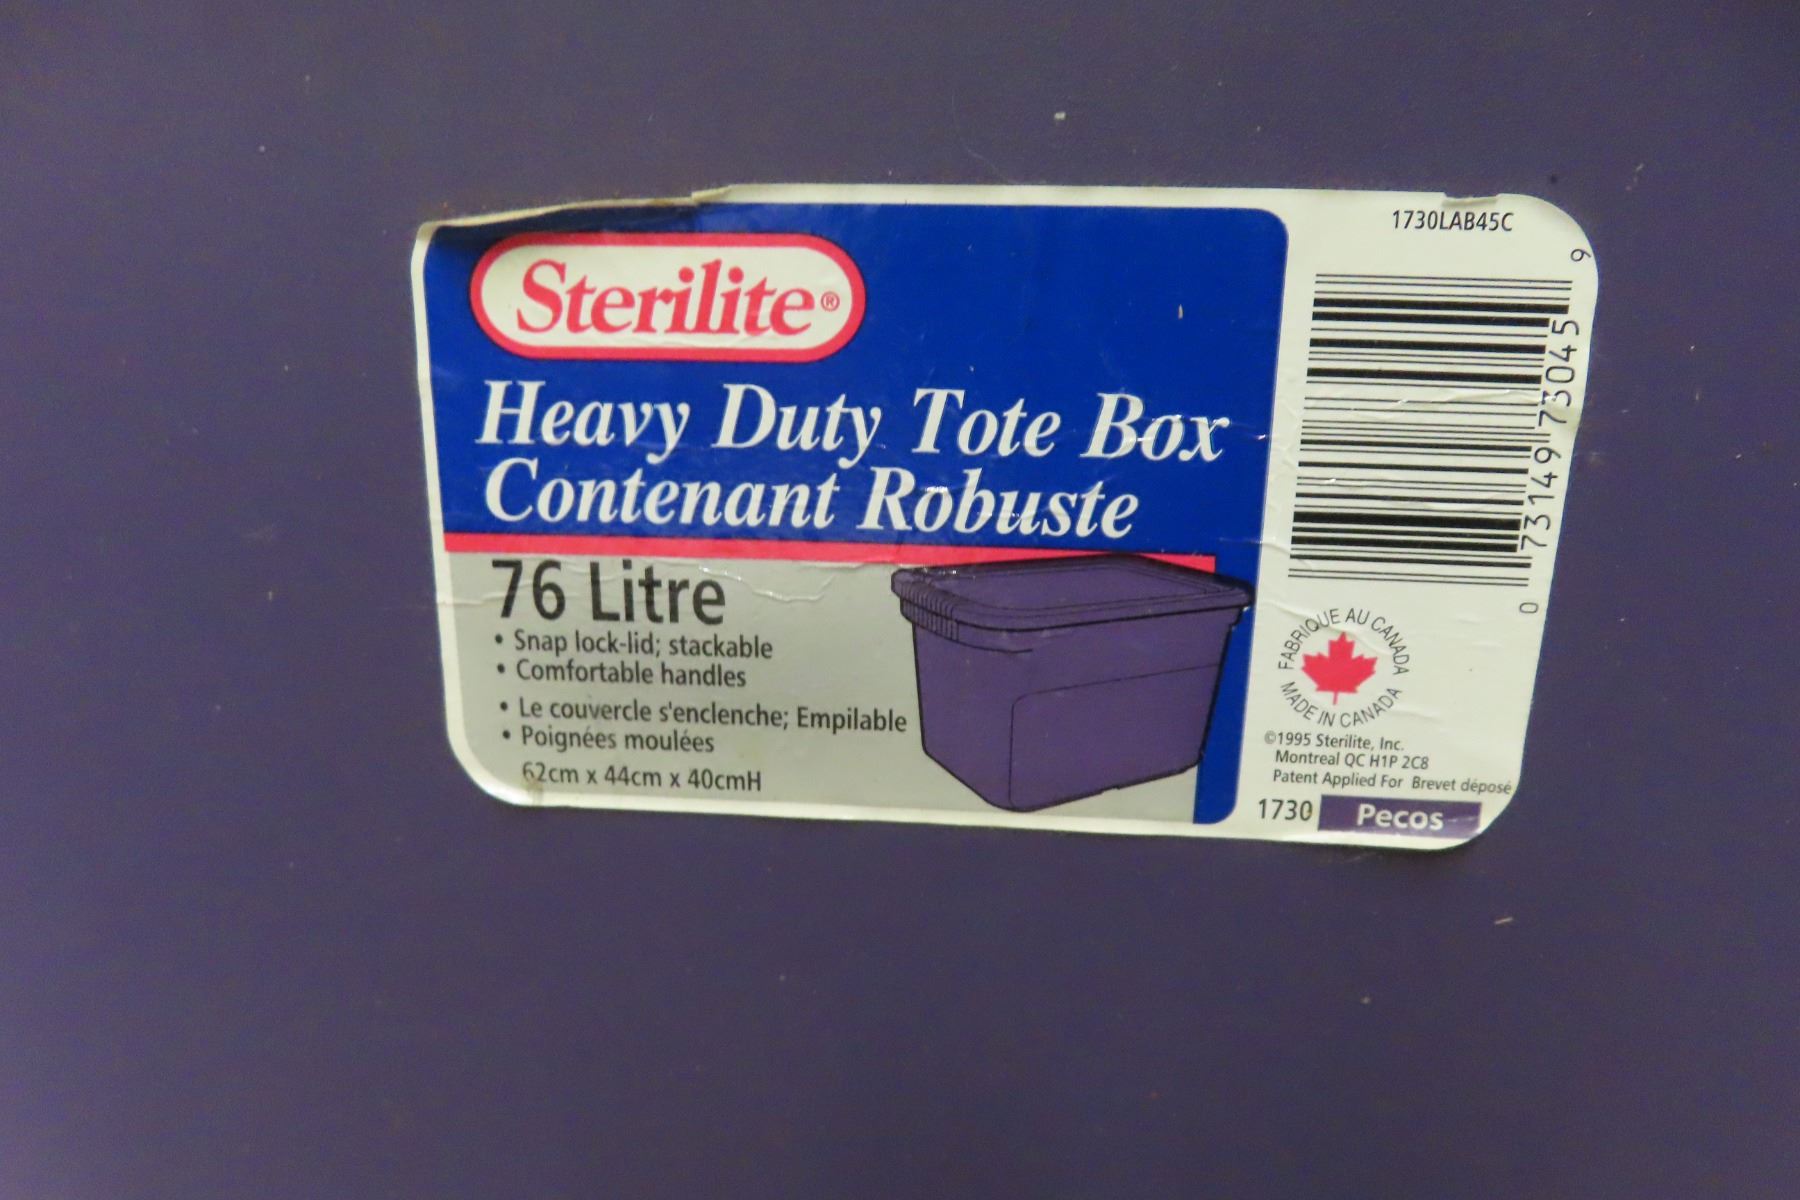 Sterilite®
Heavy Duty Tote Box
Contenant Robuste
76 Litre
• Snap lock-lid; stackable
• Comfortable handles
• Le couvercle s'enclenche; Empilable
• Poignées moulées
62cm x 44cm x 40cmH
1730LAB45C
0 73149 73045 9
FABRIQUE AU CANADA
MADE IN CANADA
©1995 Sterilite, Inc.
Montreal QC H1P 2C8
Patent Applied For Brevet déposé
1730 Pecos